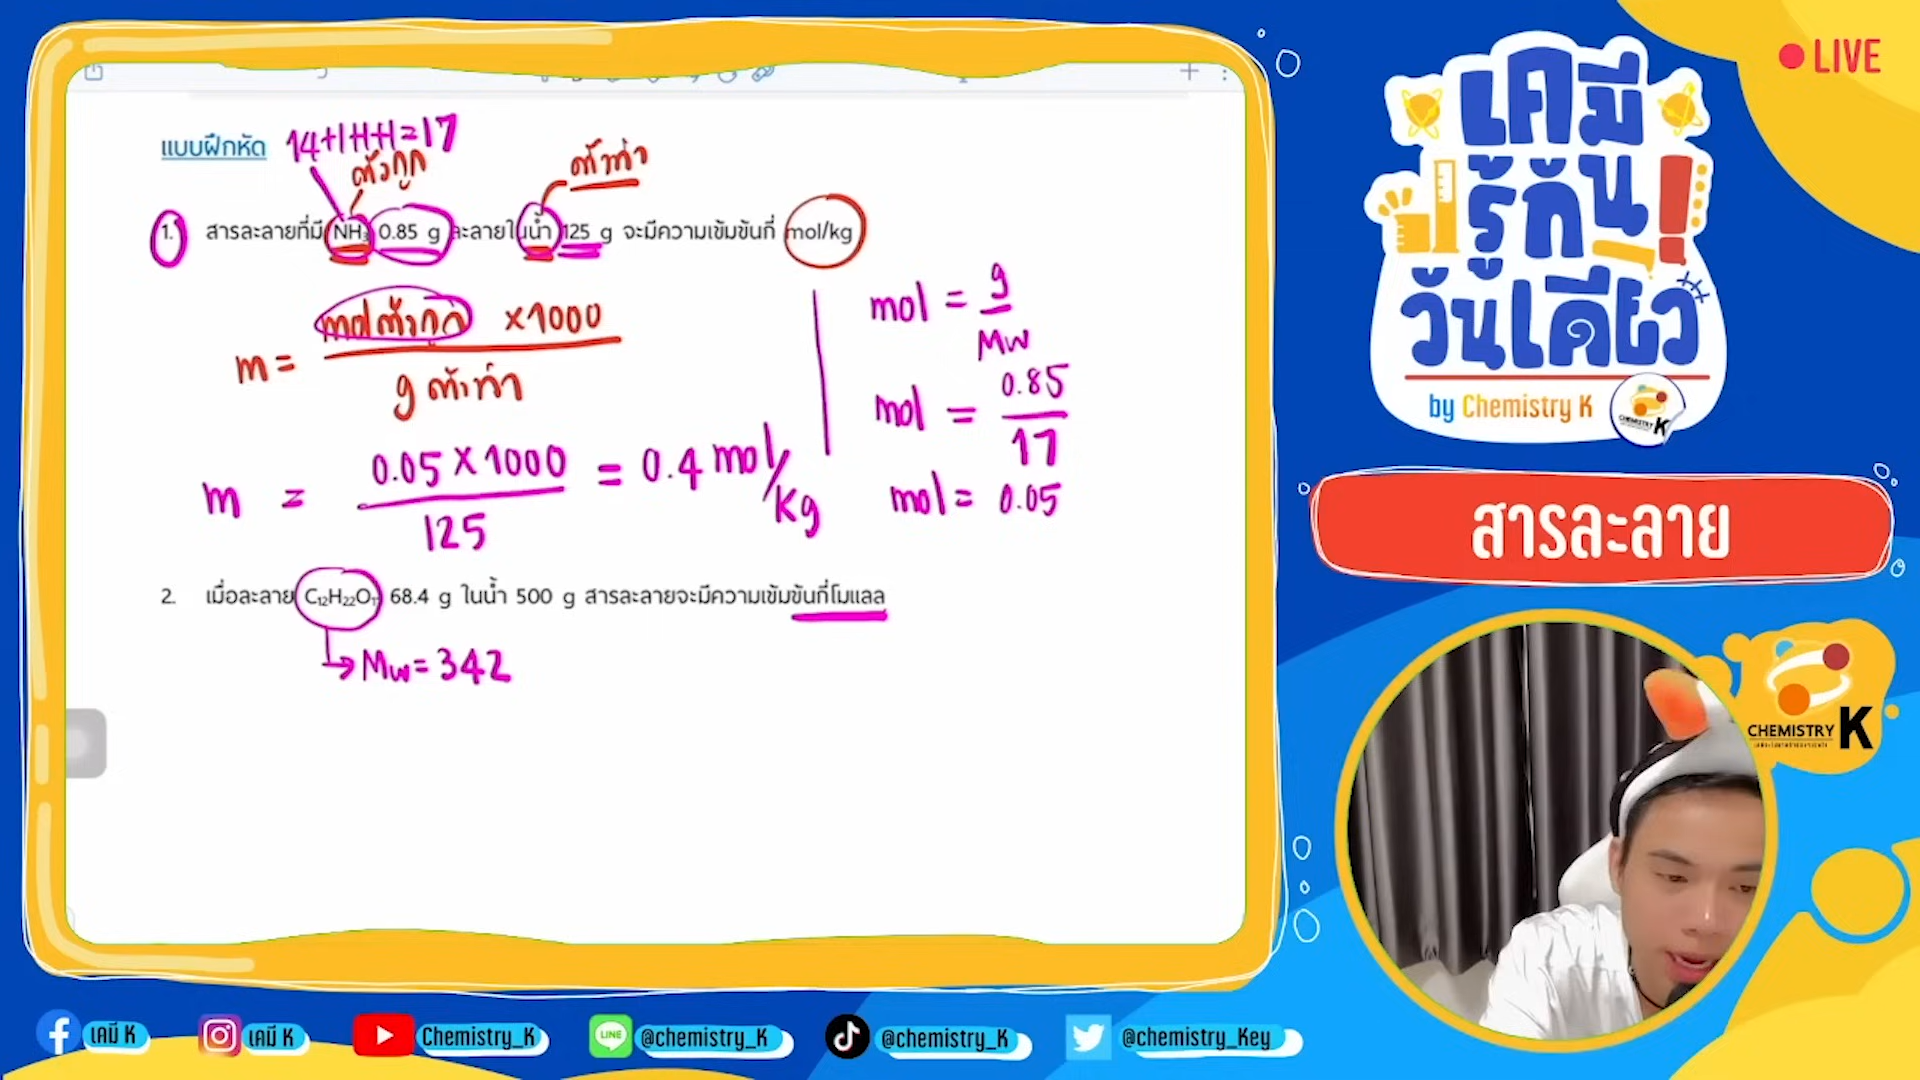 LIVE
เคมี
รู้กัน!
วันเดียว
by Chemistry K
CHEMISTRY K
แบบฝึกหัด
14+1+1+1=17
ตัวถูก
ตัวทำ
1. สารละลายที่มี NH₃ 0.85 g ละลายในน้ำ 125 g จะมีความเข้มข้นกี่ mol/kg
m = molตัวถูก ×1000
g ตัวทำ
m = 0.05 × 1000 = 0.4 mol/kg
125
mol = g
Mw
mol = 0.85
17
mol = 0.05
2. เมื่อละลาย C₁₂H₂₂O₁₁ 68.4 g ในน้ำ 500 g สารละลายจะมีความเข้มข้นกี่โมแลล
Mw = 342
สารละลาย
CHEMISTRY K
เคมี K
เคมี K
Chemistry_K
LINE
@chemistry_K
@chemistry_K
@chemistry_Key